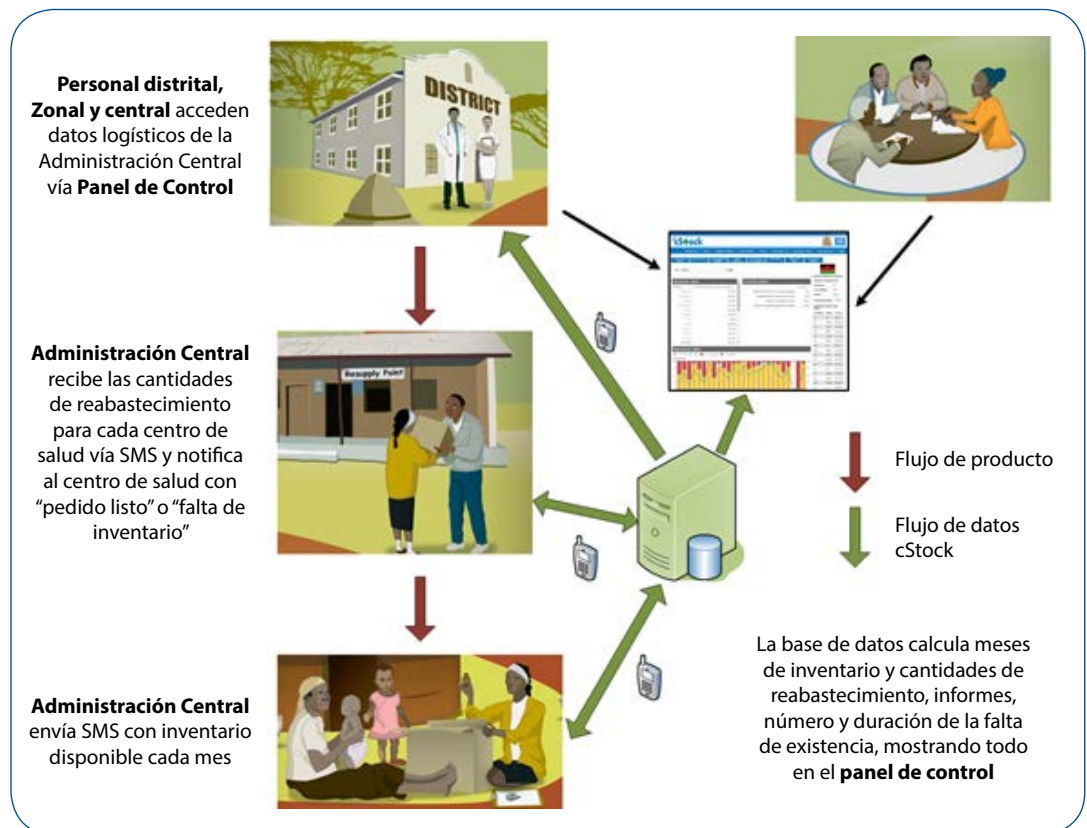 Personal distrital,
Zonal y central acceden
datos logísticos de la
Administración Central
vía Panel de Control
DISTRICT
cStock
Administración Central
recibe las cantidades
de reabastecimiento
para cada centro de
salud vía SMS y notifica
al centro de salud con
“pedido listo” o “falta de
inventario”
Resupply Point
Flujo de producto
Flujo de datos
cStock
Administración Central
envía SMS con inventario
disponible cada mes
La base de datos calcula meses
de inventario y cantidades de
reabastecimiento, informes,
número y duración de la falta
de existencia, mostrando todo
en el panel de control